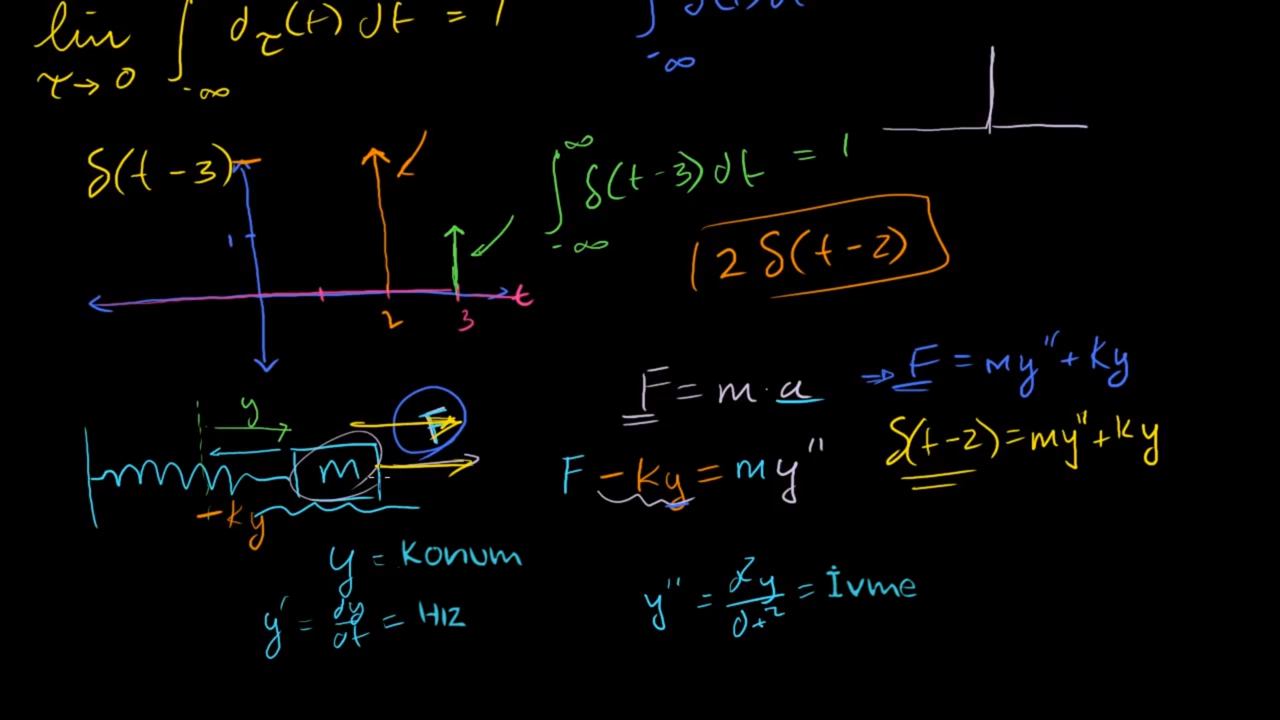 lim ∫ d_τ(t) dt = 1
τ→0 -∞
∫ δ(t) dt
-∞
δ(t - 3)
1
2
3
t
∞
∫ δ(t-3) dt = 1
-∞
2 δ(t-2)
y
F
m
-ky
F = m·a
F - ky = my''
⇒ F = my'' + ky
δ(t-2) = my'' + ky
y = Konum
y' = dy/dt = Hız
y'' = d²y/dt² = İvme